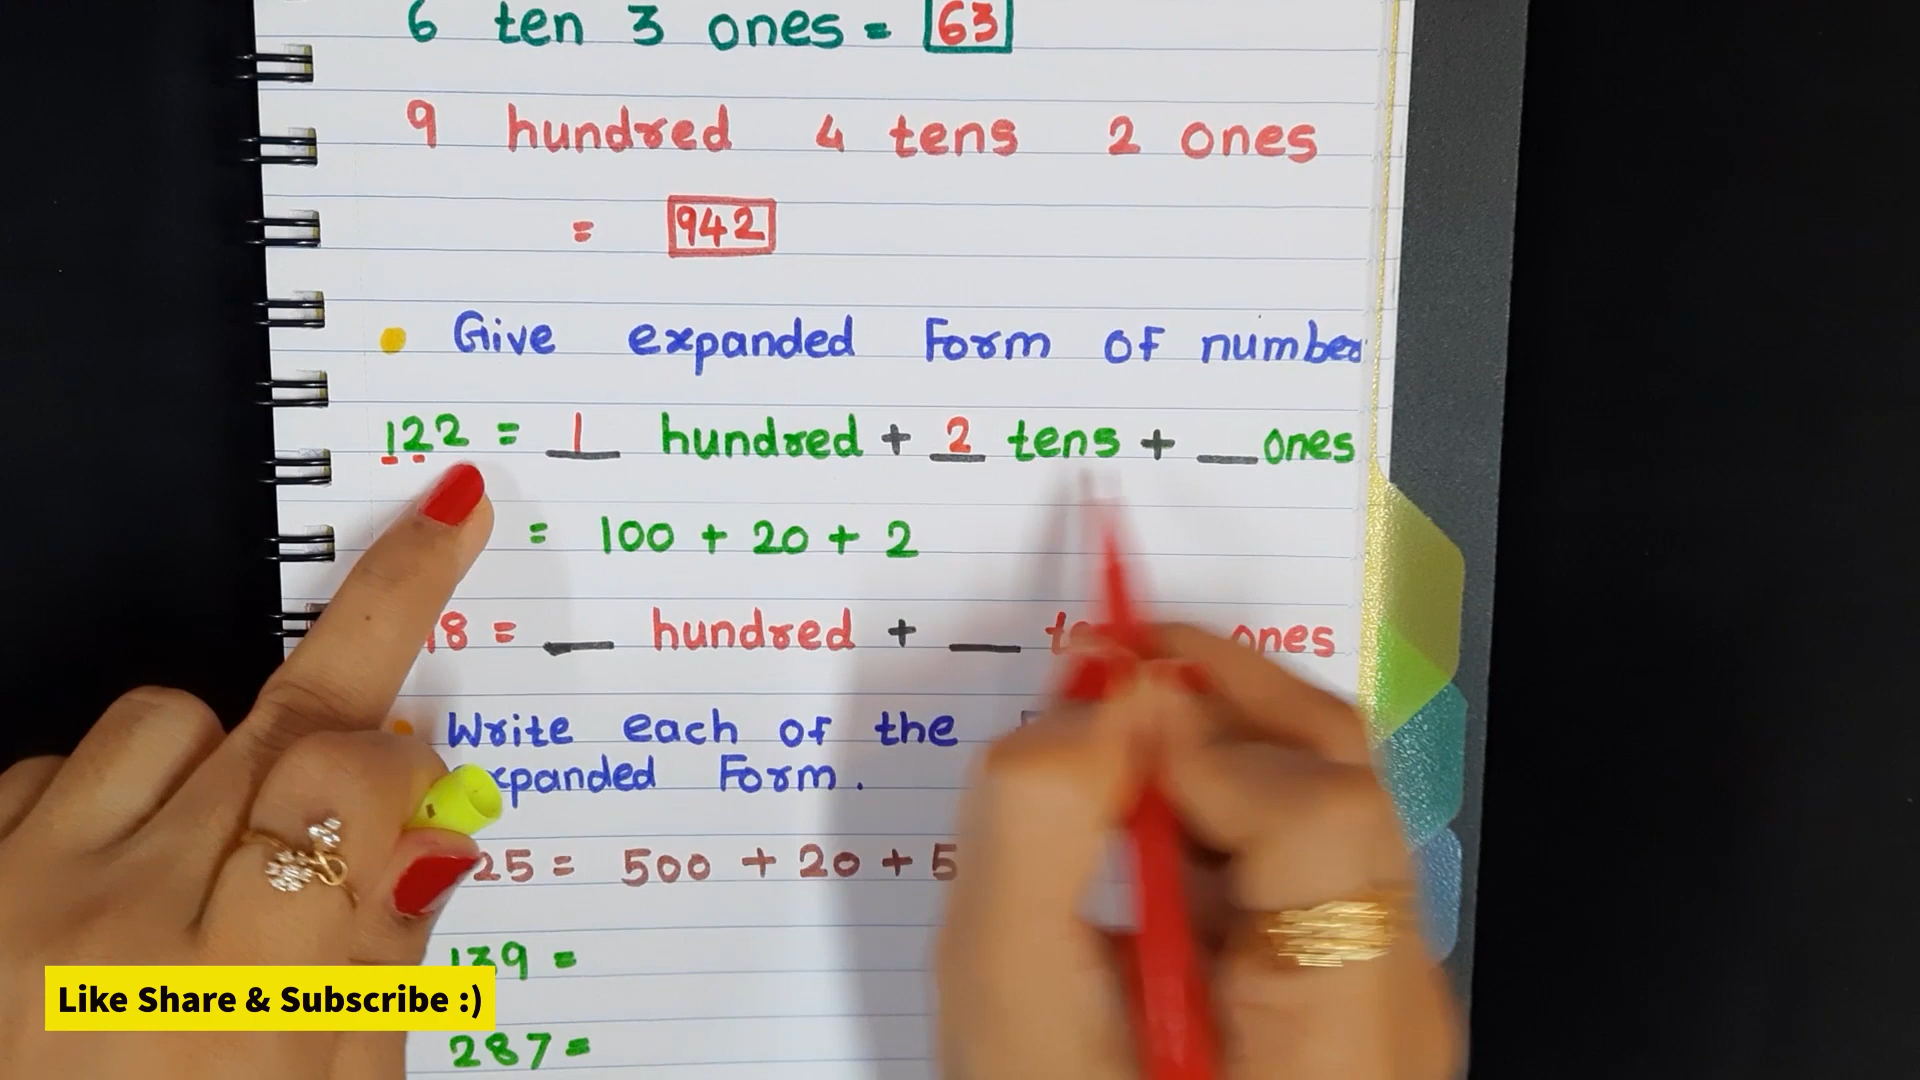 6 ten 3 ones = 63
9 hundred 4 tens 2 ones
= 942
Give expanded Form of number
122 = 1 hundred + 2 tens + __ ones
= 100 + 20 + 2
8 = __ hundred + __ ones
Write each of the
xpanded Form.
25 = 500 + 20 + 5
139 =
287 =
Like Share & Subscribe :)